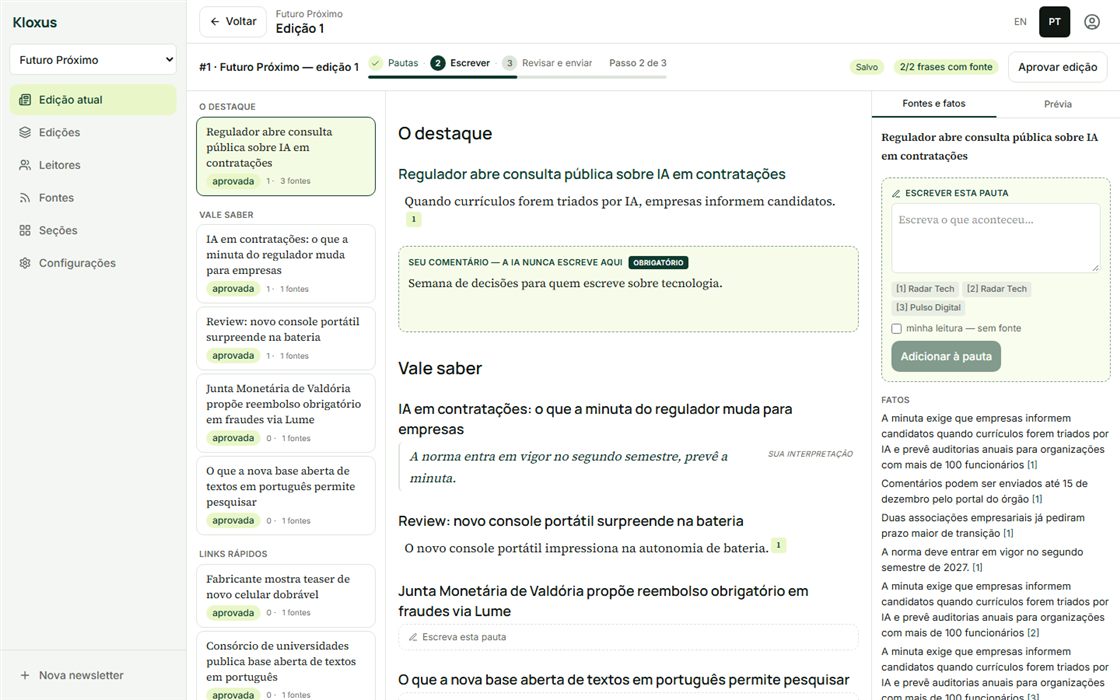 Kloxus
Futuro Próximo
Edição atual
Edições
Leitores
Fontes
Seções
Configurações
Nova newsletter
Voltar
Futuro Próximo
Edição 1
EN
PT
#1 · Futuro Próximo — edição 1
Pautas
2 Escrever
3 Revisar e enviar
Passo 2 de 3
Salvo
2/2 frases com fonte
Aprovar edição
O DESTAQUE
Regulador abre consulta
pública sobre IA em
contratações
aprovada 1 · 3 fontes
VALE SABER
IA em contratações: o que a
minuta do regulador muda
para empresas
aprovada 1 · 1 fontes
Review: novo console portátil
surpreende na bateria
aprovada 1 · 1 fontes
Junta Monetária de Valdória
propõe reembolso obrigatório
em fraudes via Lume
aprovada 0 · 1 fontes
O que a nova base aberta de
textos em português permite
pesquisar
aprovada 0 · 1 fontes
LINKS RÁPIDOS
Fabricante mostra teaser de
novo celular dobrável
aprovada 0 · 1 fontes
Consórcio de universidades
publica base aberta de textos
em português
aprovada 0 · 1 fontes
O destaque
Regulador abre consulta pública sobre IA em contratações
Quando currículos forem triados por IA, empresas informem candidatos.
1
SEU COMENTÁRIO — A IA NUNCA ESCREVE AQUI OBRIGATÓRIO
Semana de decisões para quem escreve sobre tecnologia.
Vale saber
IA em contratações: o que a minuta do regulador muda para
empresas
A norma entra em vigor no segundo semestre, prevê a
minuta.
SUA INTERPRETAÇÃO
Review: novo console portátil surpreende na bateria
O novo console portátil impressiona na autonomia de bateria. 1
Junta Monetária de Valdória propõe reembolso obrigatório em
fraudes via Lume
Escreva esta pauta
O que a nova base aberta de textos em português permite pesquisar
Fontes e fatos
Prévia
Regulador abre consulta pública sobre IA
em contratações
ESCREVER ESTA PAUTA
Escreva o que aconteceu...
[1] Radar Tech [2] Radar Tech
[3] Pulso Digital
minha leitura — sem fonte
Adicionar à pauta
FATOS
A minuta exige que empresas informem
candidatos quando currículos forem triados por
IA e prevê auditorias anuais para organizações
com mais de 100 funcionários [1]
Comentários podem ser enviados até 15 de
dezembro pelo portal do órgão [1]
Duas associações empresariais já pediram
prazo maior de transição [1]
A norma deve entrar em vigor no segundo
semestre de 2027. [1]
A minuta exige que empresas informem
candidatos quando currículos forem triados por
IA e prevê auditorias anuais para organizações
com mais de 100 funcionários [2]
A minuta exige que empresas informem
candidatos quando currículos forem triados por
IA e prevê auditorias anuais para organizações
com mais de 100 funcionários [3]